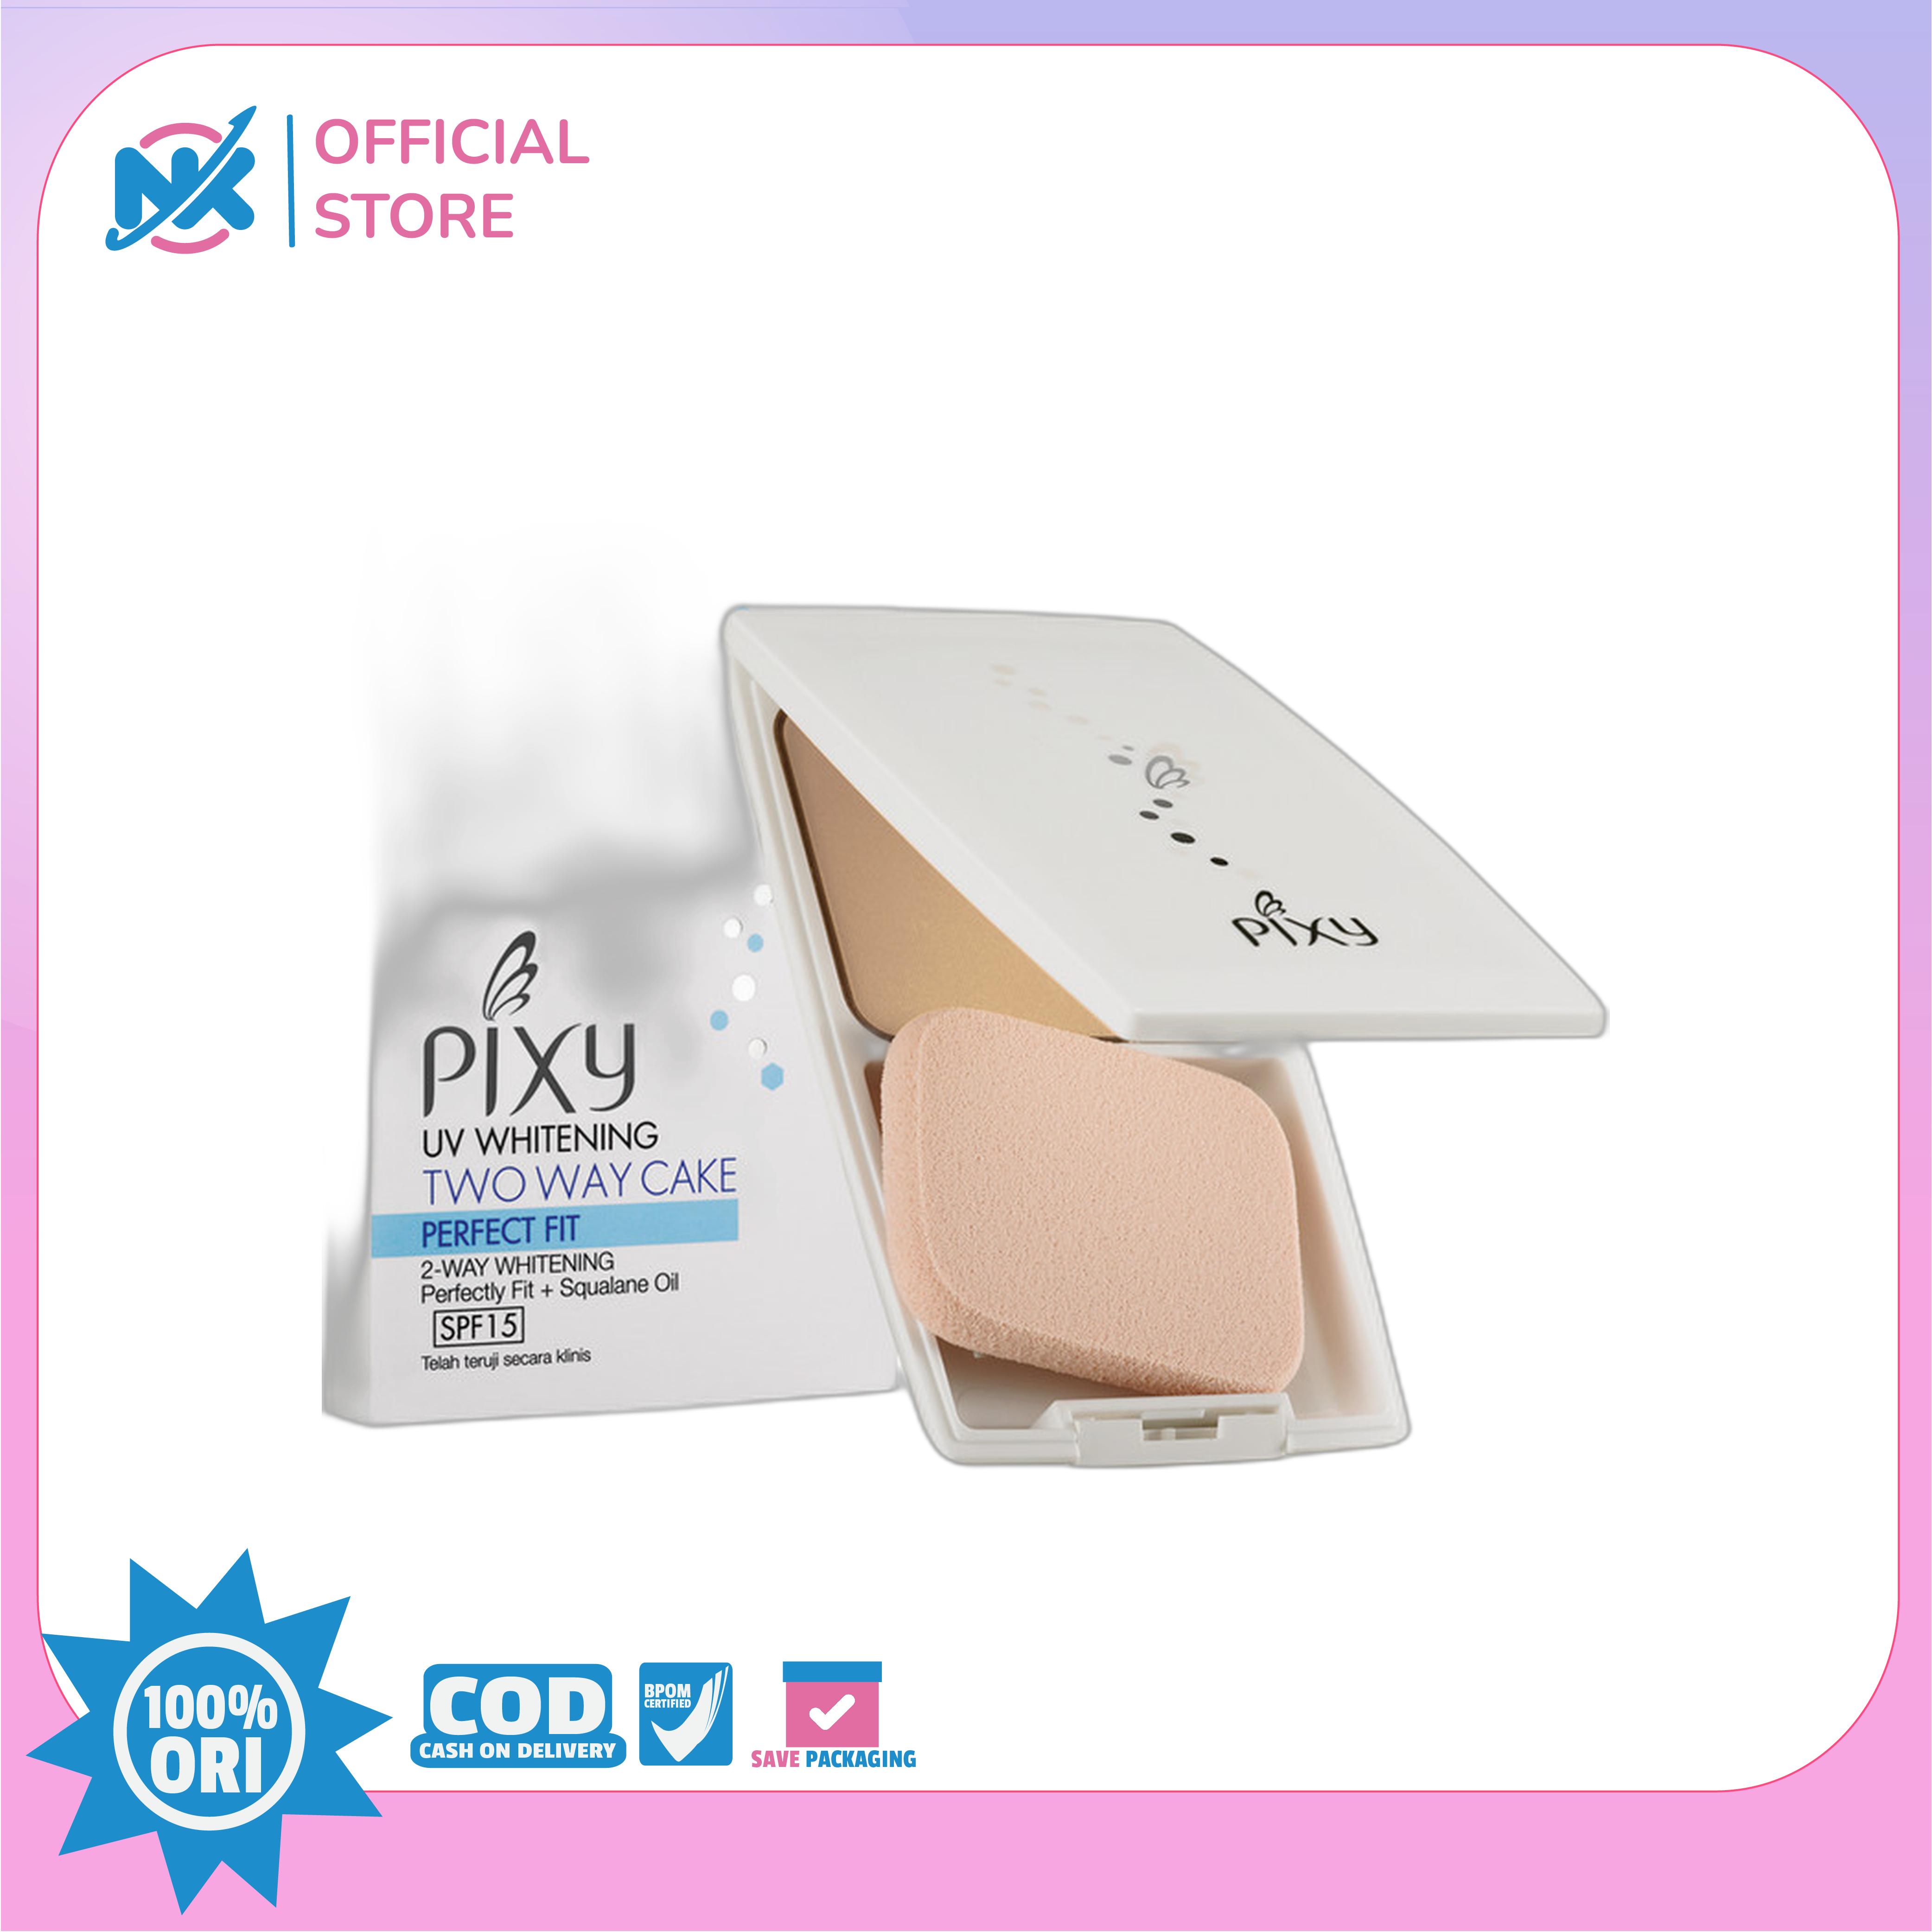 NK
OFFICIAL
STORE
PIXY
PIXY
UV WHITENING
TWO WAY CAKE
PERFECT FIT
2-WAY WHITENING
Perfectly Fit + Squalane Oil
SPF15
Telah teruji secara klinis
100%
ORI
COD
CASH ON DELIVERY
BPOM
CERTIFIED
SAVE PACKAGING